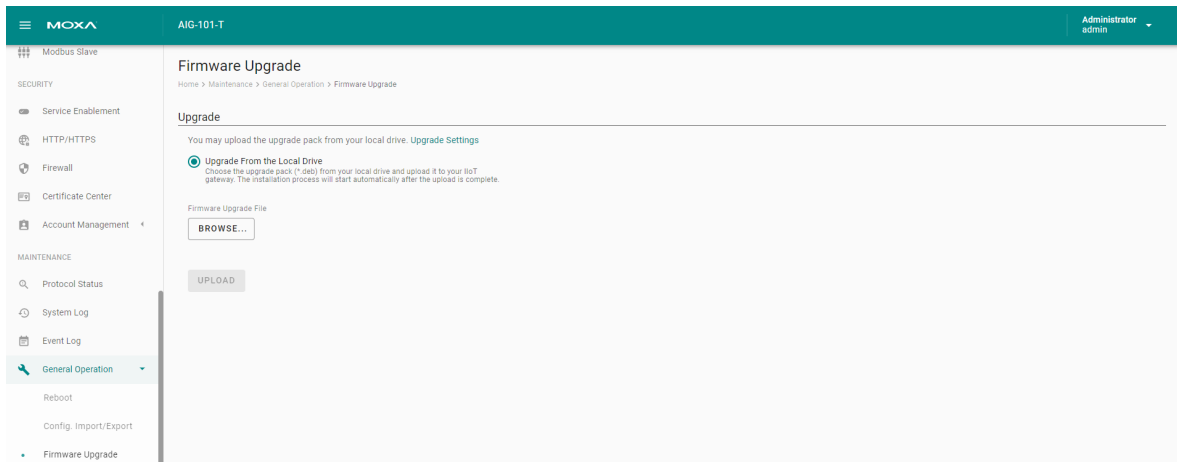 MOXA
AIG-101-T
Administrator
admin
Modbus Slave
SECURITY
Service Enablement
HTTP/HTTPS
Firewall
Certificate Center
Account Management
MAINTENANCE
Protocol Status
System Log
Event Log
General Operation
Reboot
Config. Import/Export
Firmware Upgrade
Firmware Upgrade
Home > Maintenance > General Operation > Firmware Upgrade
Upgrade
You may upload the upgrade pack from your local drive. Upgrade Settings
Upgrade From the Local Drive
Choose the upgrade pack (*.deb) from your local drive and upload it to your IIoT
gateway. The installation process will start automatically after the upload is complete.
Firmware Upgrade File
BROWSE...
UPLOAD